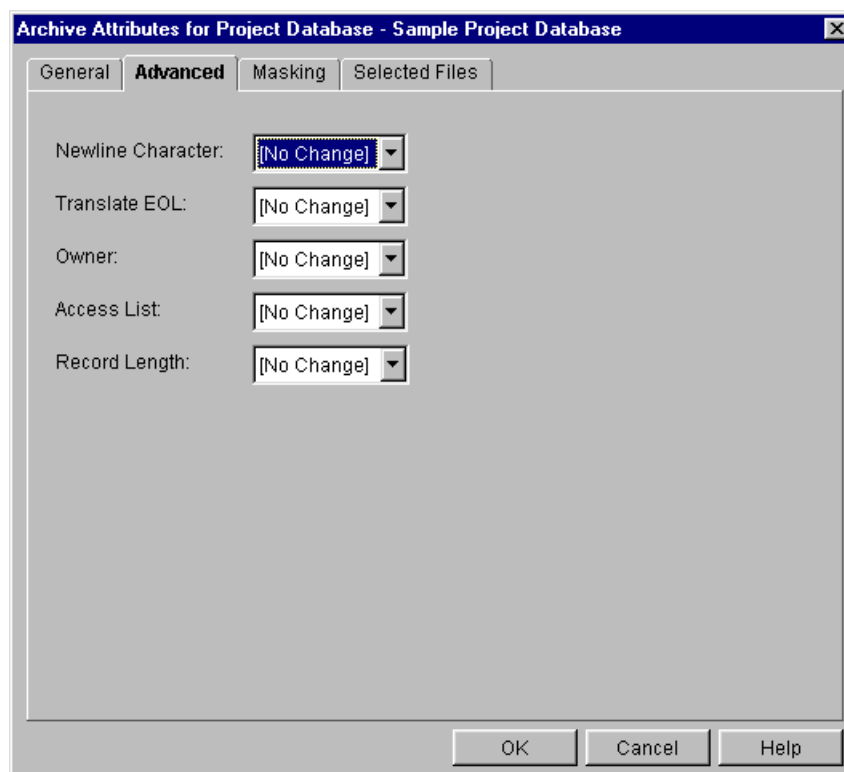 Archive Attributes for Project Database - Sample Project Database
General Advanced Masking Selected Files
Newline Character: [No Change]
Translate EOL: [No Change]
Owner: [No Change]
Access List: [No Change]
Record Length: [No Change]
OK Cancel Help